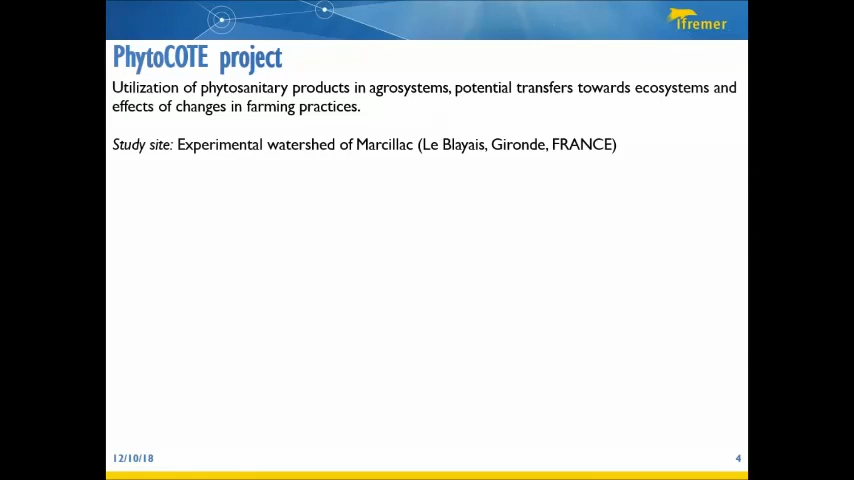 ifremer
PhytoCOTE project
Utilization of phytosanitary products in agrosystems, potential transfers towards ecosystems and
effects of changes in farming practices.
Study site: Experimental watershed of Marcillac (Le Blayais, Gironde, FRANCE)
12/10/18
4